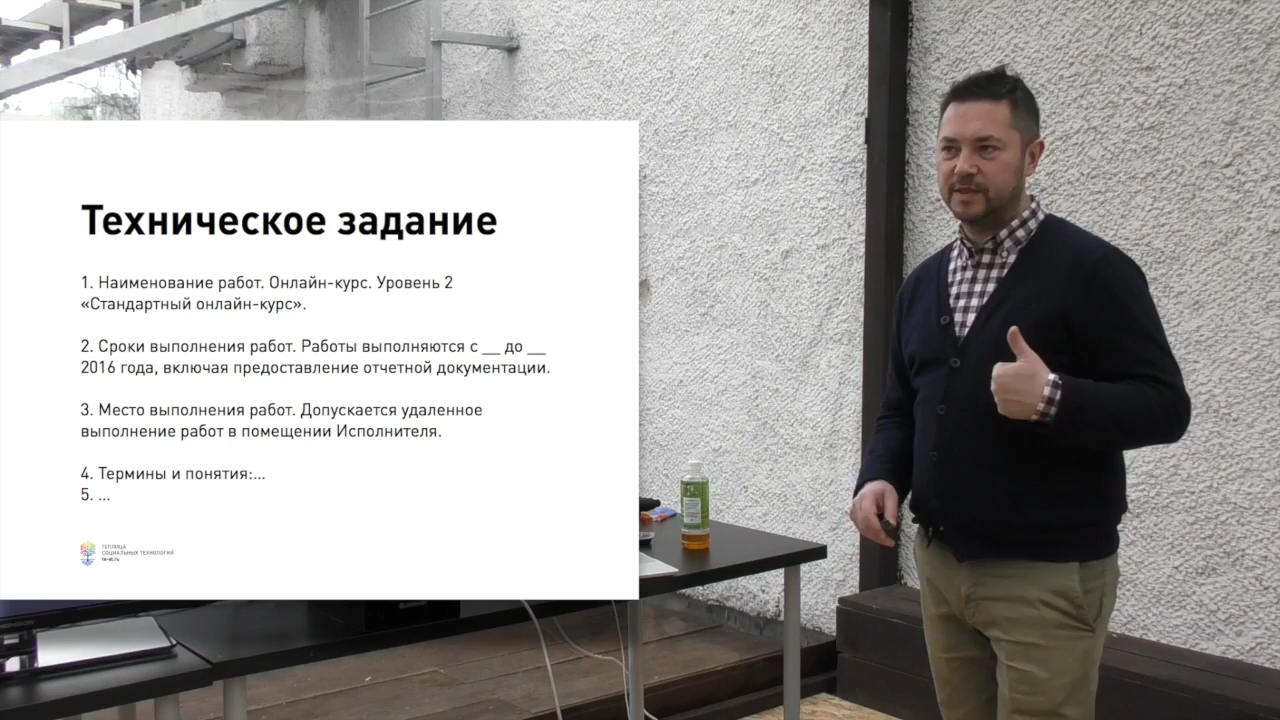 Техническое задание
1. Наименование работ. Онлайн-курс. Уровень 2
«Стандартный онлайн-курс».
2. Сроки выполнения работ. Работы выполняются с __ до __
2016 года, включая предоставление отчетной документации.
3. Место выполнения работ. Допускается удаленное
выполнение работ в помещении Исполнителя.
4. Термины и понятия:...
5. ...
ТЕПЛИЦА
СОЦИАЛЬНЫХ ТЕХНОЛОГИЙ
te-st.ru